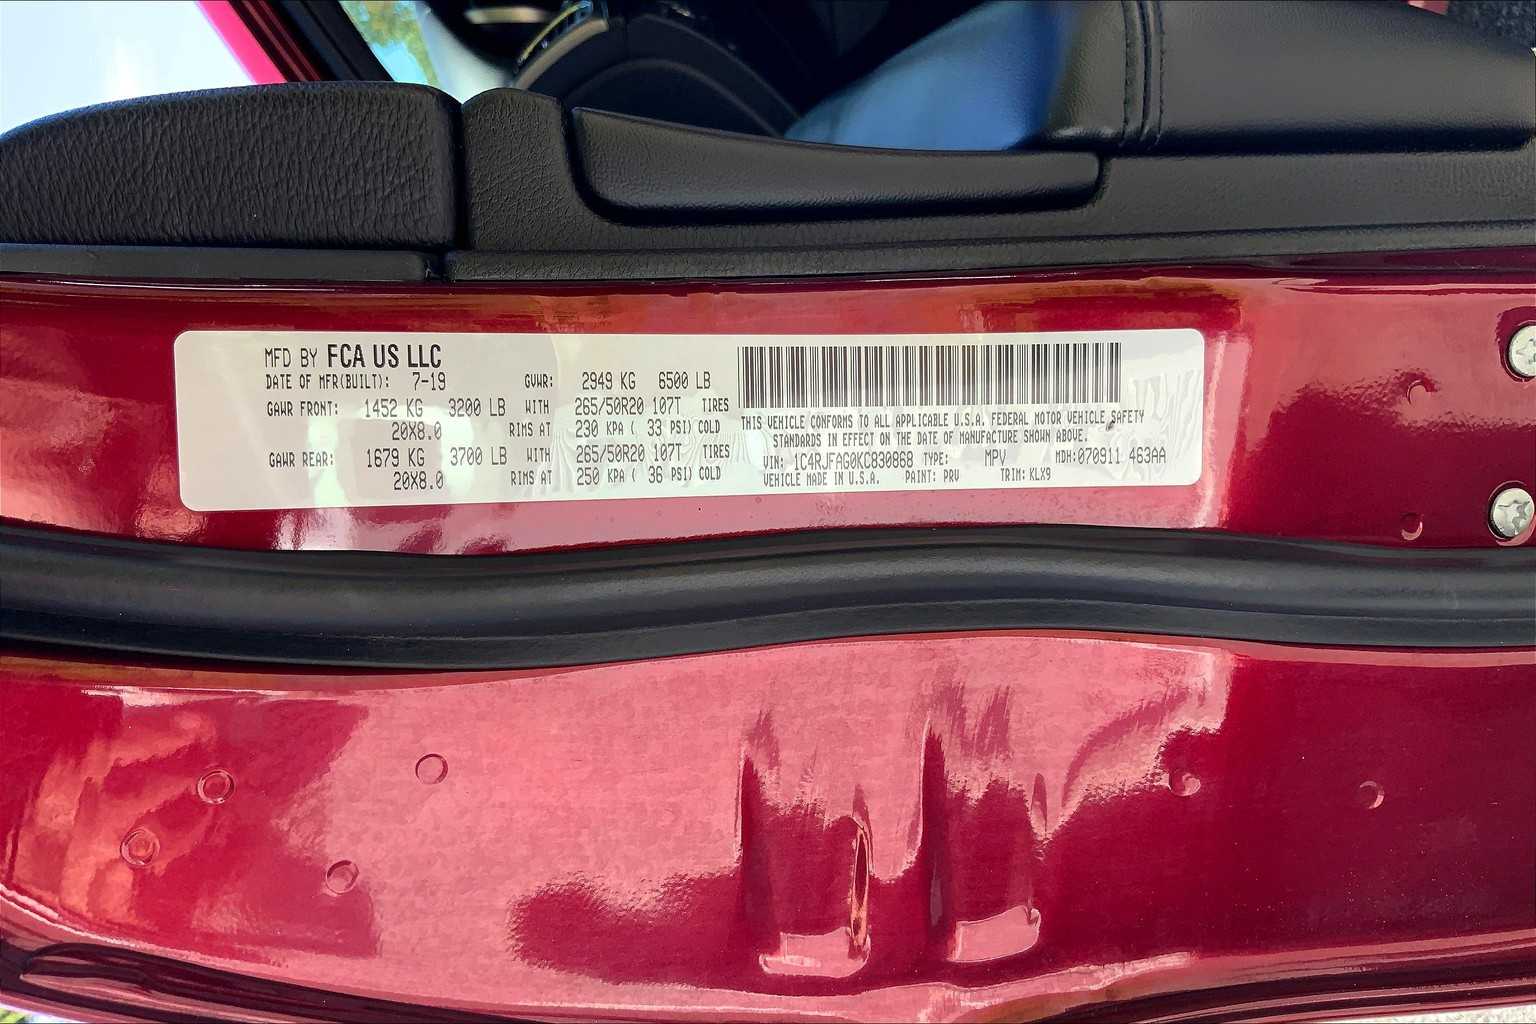 MFD BY FCA US LLC
DATE OF MFR(BUILT): 7-19 GVWR: 2949 KG 6500 LB
GAWR FRONT: 1452 KG 3200 LB WITH 265/50R20 107T TIRES
20X8.0 RIMS AT 230 KPA ( 33 PSI) COLD
GAWR REAR: 1679 KG 3700 LB WITH 265/50R20 107T TIRES
20X8.0 RIMS AT 250 KPA ( 36 PSI) COLD
THIS VEHICLE CONFORMS TO ALL APPLICABLE U.S.A. FEDERAL MOTOR VEHICLE SAFETY
STANDARDS IN EFFECT ON THE DATE OF MANUFACTURE SHOWN ABOVE.
VIN: 1C4RJFAG0KC830868 TYPE: MPV MDH:070911 463AA
VEHICLE MADE IN U.S.A. PAINT: PRV TRIM: KLX9